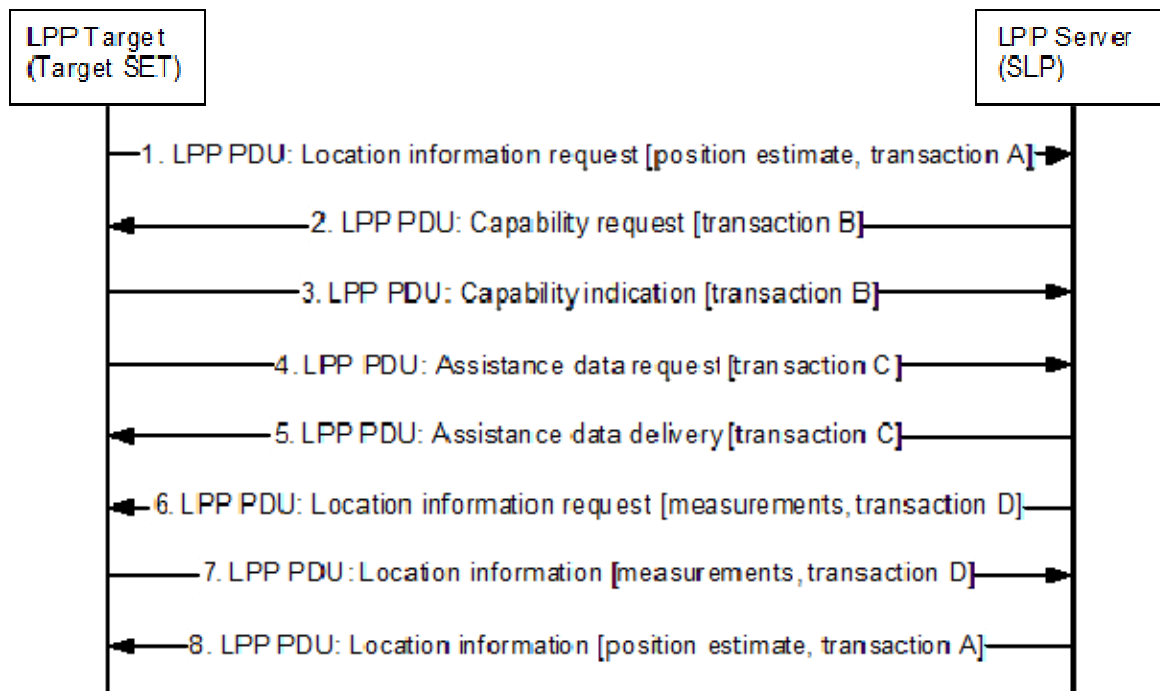 LPP Target
(Target SET)
LPP Server
(SLP)
1. LPP PDU: Location information request [position estimate, transaction A]
2. LPP PDU: Capability request [transaction B]
3. LPP PDU: Capability indication [transaction B]
4. LPP PDU: Assistance data request [transaction C]
5. LPP PDU: Assistance data delivery [transaction C]
6. LPP PDU: Location information request [measurements, transaction D]
7. LPP PDU: Location information [measurements, transaction D]
8. LPP PDU: Location information [position estimate, transaction A]